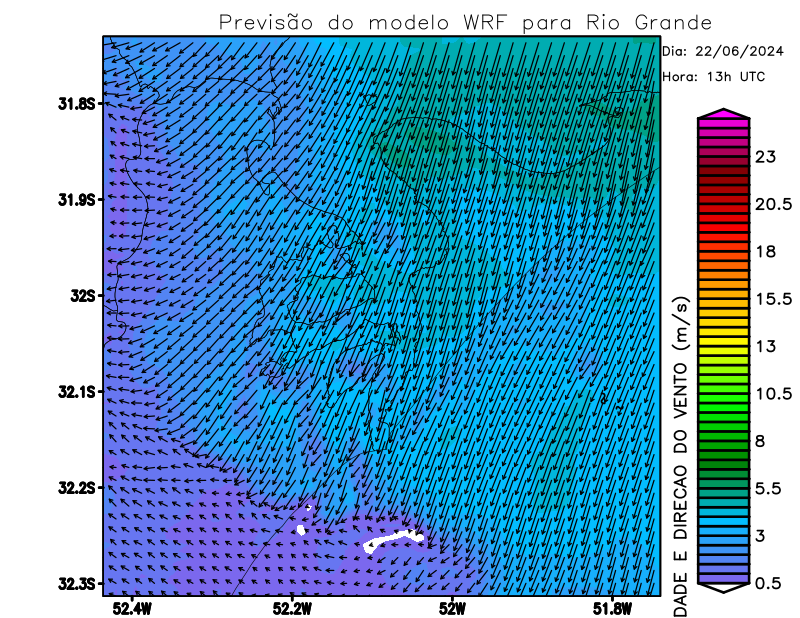 Previsão do modelo WRF para Rio Grande
Dia: 22/06/2024
Hora: 13h UTC
31.8S
31.9S
32S
32.1S
32.2S
32.3S
52.4W
52.2W
52W
51.8W
23
20.5
18
15.5
13
10.5
8
5.5
3
0.5
DADE E DIRECAO DO VENTO (m/s)